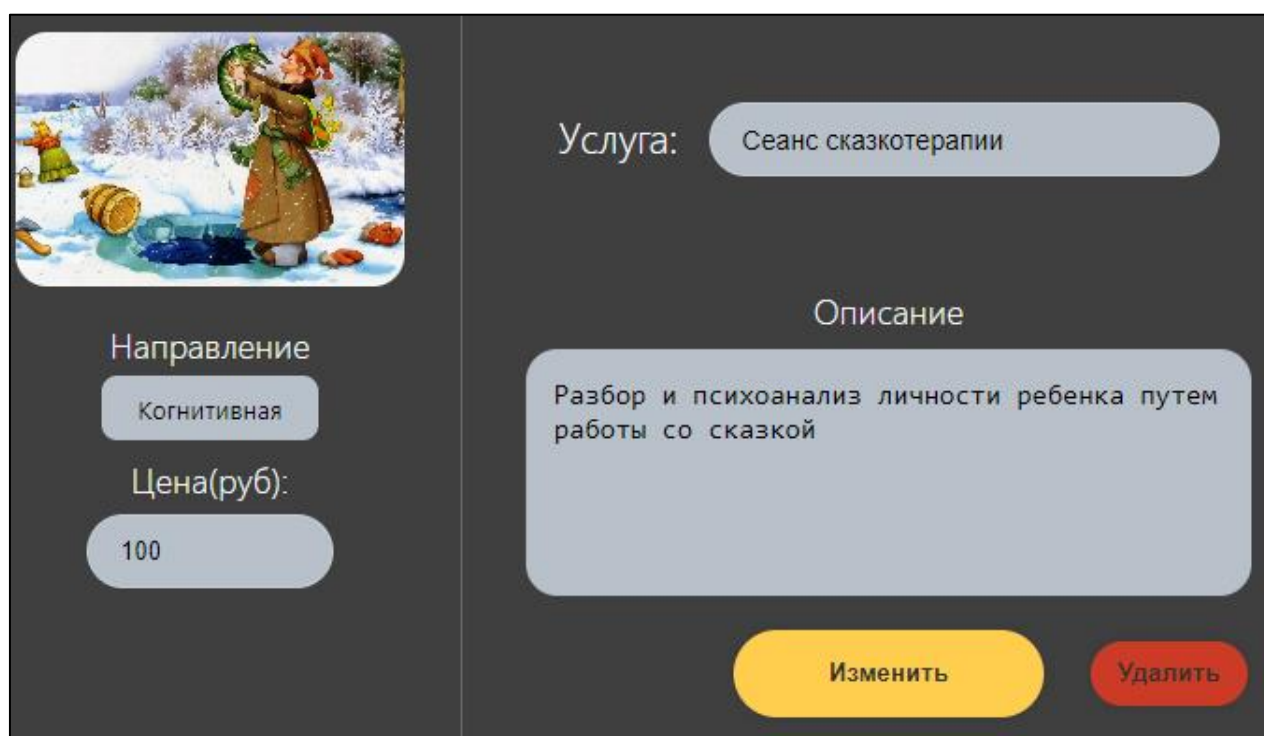 Направление
Когнитивная
Цена(руб):
100
Услуга:
Сеанс сказкотерапии
Описание
Разбор и психоанализ личности ребенка путем
работы со сказкой
Изменить
Удалить